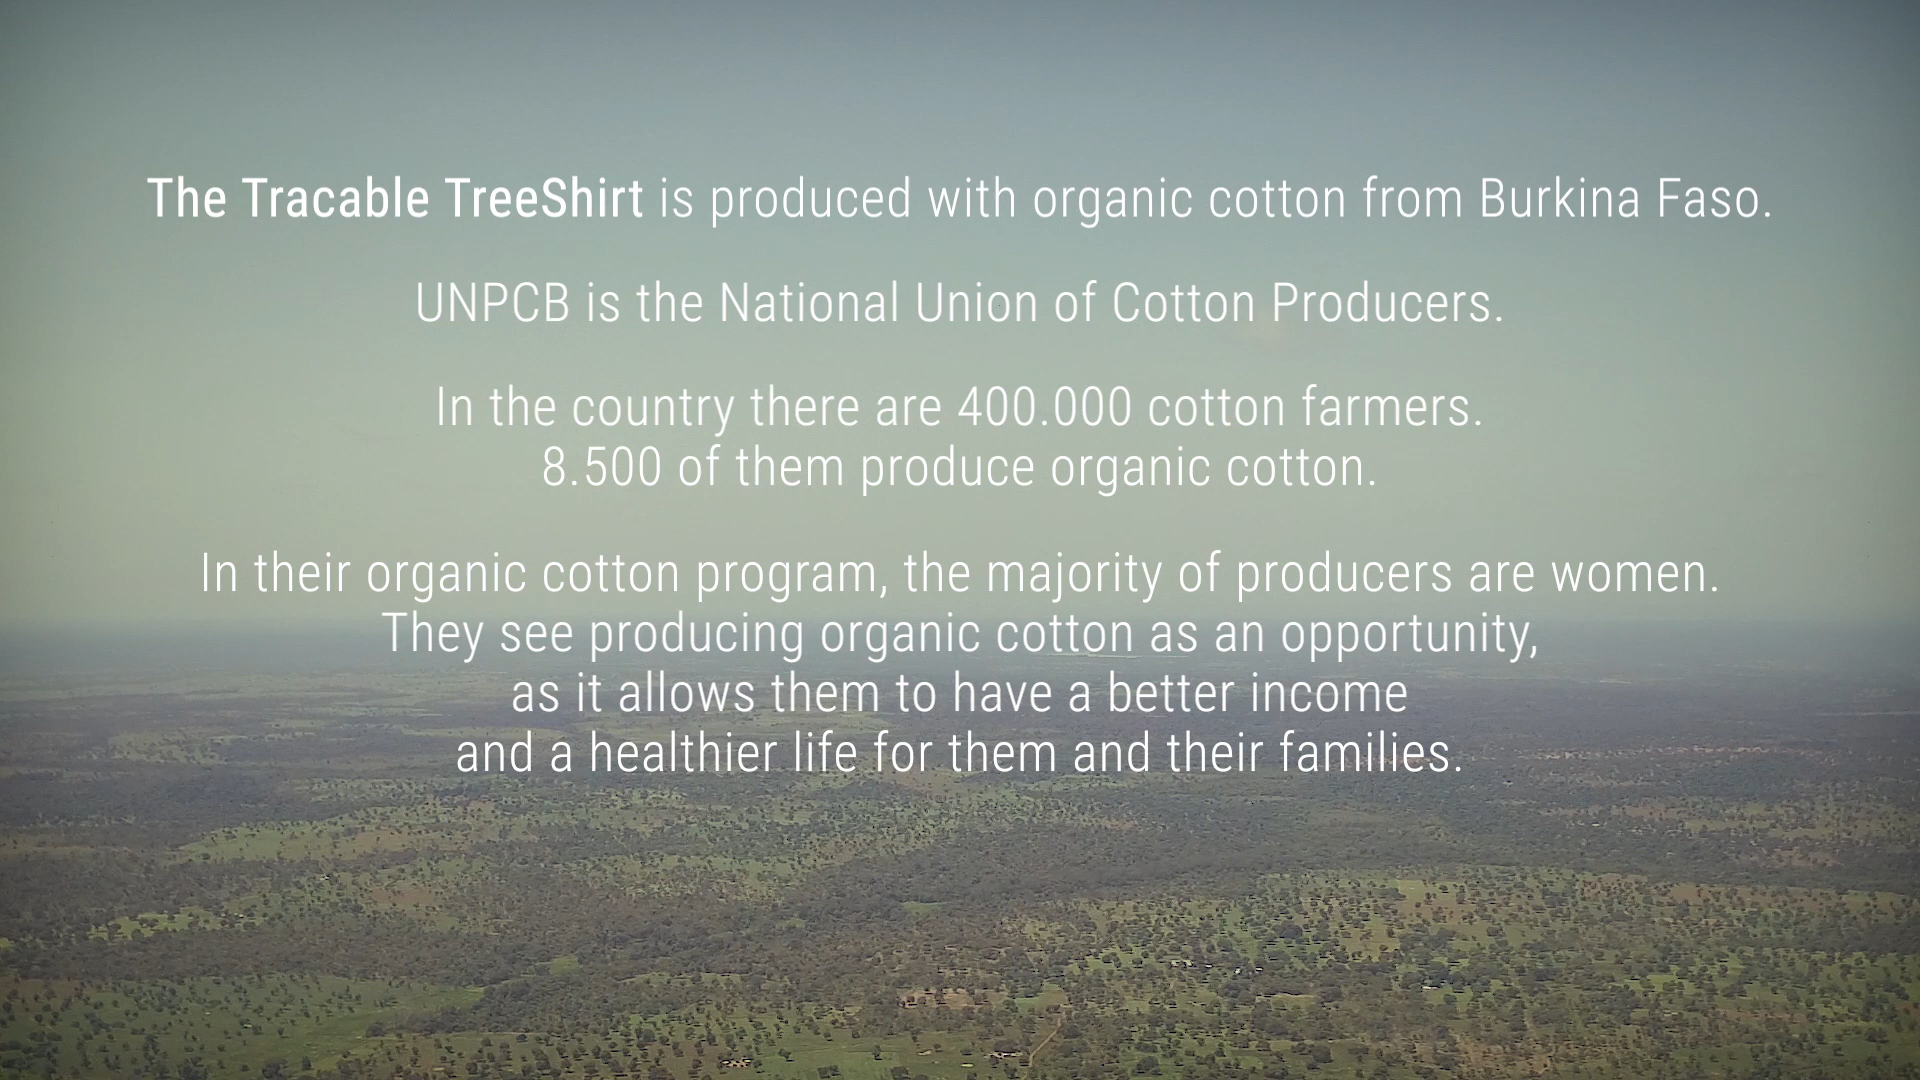 The Tracable TreeShirt is produced with organic cotton from Burkina Faso.
UNPCB is the National Union of Cotton Producers.
In the country there are 400.000 cotton farmers.
8.500 of them produce organic cotton.
In their organic cotton program, the majority of producers are women.
They see producing organic cotton as an opportunity,
as it allows them to have a better income
and a healthier life for them and their families.